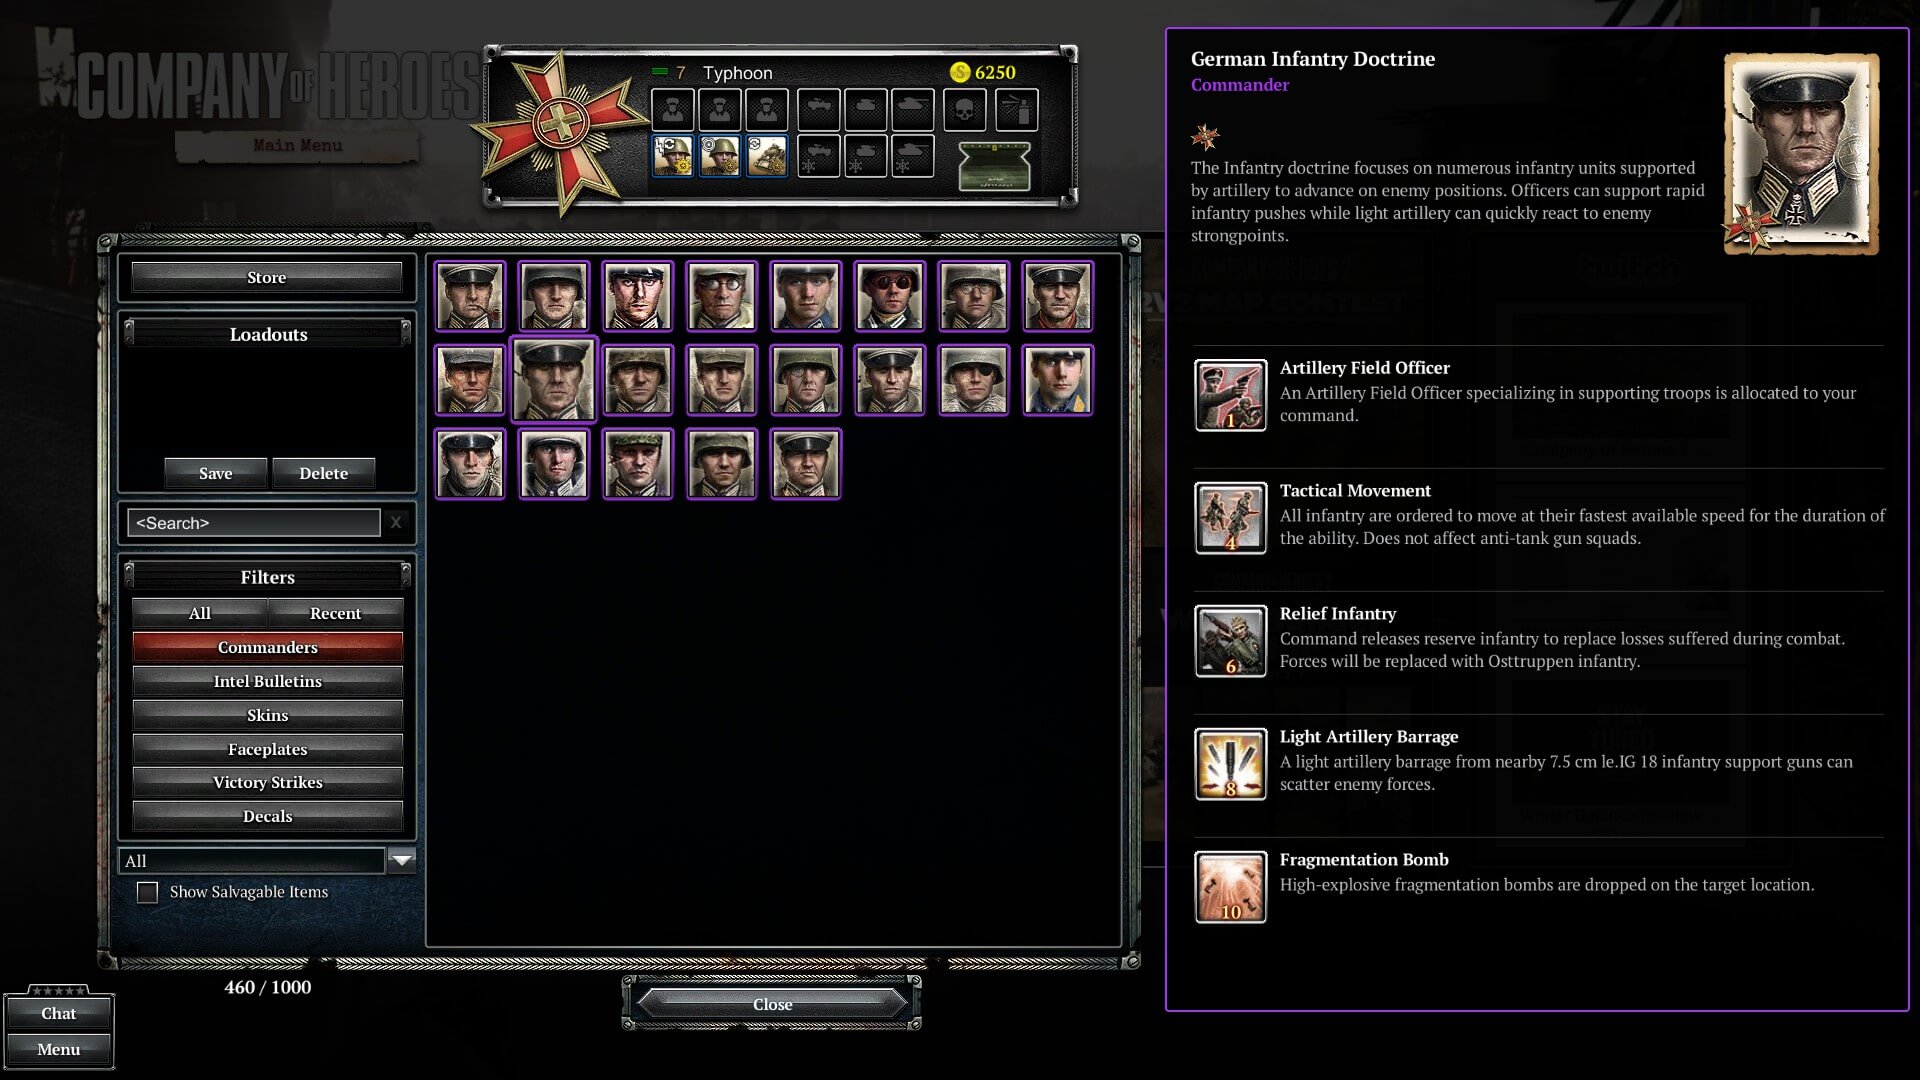 COMPANY OF HEROES
Main Menu
7 Typhoon
6250
Store
Loadouts
Save
Delete
<Search>
X
Filters
All
Recent
Commanders
Intel Bulletins
Skins
Faceplates
Victory Strikes
Decals
All
Show Salvagable Items
460 / 1000
Close
Chat
Menu
German Infantry Doctrine
Commander
The Infantry doctrine focuses on numerous infantry units supported
by artillery to advance on enemy positions. Officers can support rapid
infantry pushes while light artillery can quickly react to enemy
strongpoints.
Artillery Field Officer
An Artillery Field Officer specializing in supporting troops is allocated to your
command.
1
Tactical Movement
All infantry are ordered to move at their fastest available speed for the duration of
the ability. Does not affect anti-tank gun squads.
4
Relief Infantry
Command releases reserve infantry to replace losses suffered during combat.
Forces will be replaced with Osttruppen infantry.
6
Light Artillery Barrage
A light artillery barrage from nearby 7.5 cm le.IG 18 infantry support guns can
scatter enemy forces.
8
Fragmentation Bomb
High-explosive fragmentation bombs are dropped on the target location.
10